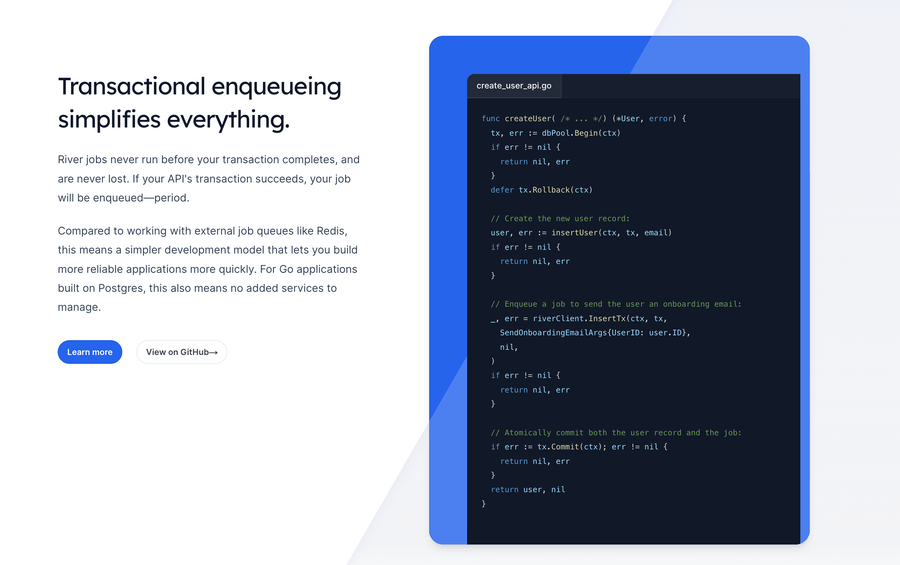 Transactional enqueueing
simplifies everything.
River jobs never run before your transaction completes, and
are never lost. If your API's transaction succeeds, your job
will be enqueued—period.
Compared to working with external job queues like Redis,
this means a simpler development model that lets you build
more reliable applications more quickly. For Go applications
built on Postgres, this also means no added services to
manage.
Learn more
View on GitHub→
create_user_api.go
func createUser( /* ... */) (*User, error) {
  tx, err := dbPool.Begin(ctx)
  if err != nil {
    return nil, err
  }
  defer tx.Rollback(ctx)
  // Create the new user record:
  user, err := insertUser(ctx, tx, email)
  if err != nil {
    return nil, err
  }
  // Enqueue a job to send the user an onboarding email:
  _, err = riverClient.InsertTx(ctx, tx,
    SendOnboardingEmailArgs{UserID: user.ID},
    nil,
  )
  if err != nil {
    return nil, err
  }
  // Atomically commit both the user record and the job:
  if err := tx.Commit(ctx); err != nil {
    return nil, err
  }
  return user, nil
}